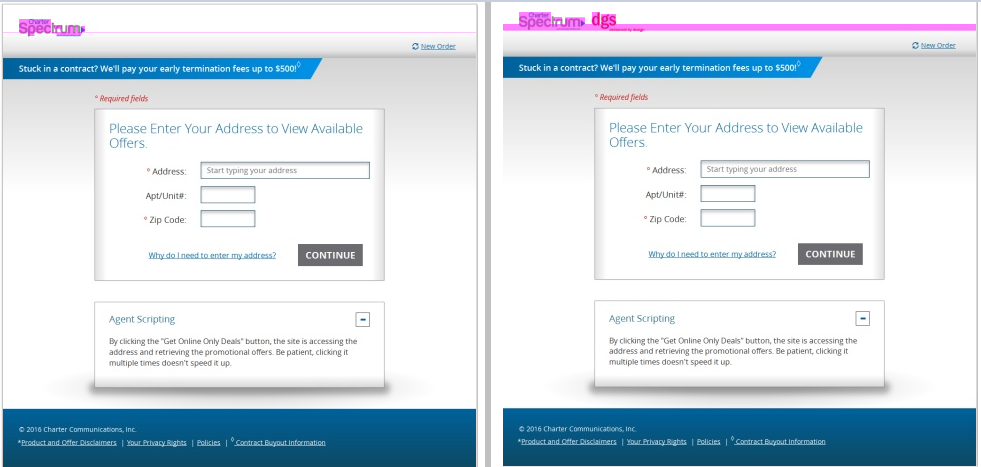 Charter
Spectrum
New Order
Stuck in a contract? We'll pay your early termination fees up to $500!◊
° Required fields
Please Enter Your Address to View Available
Offers.
° Address: Start typing your address
Apt/Unit#:
° Zip Code:
Why do I need to enter my address? CONTINUE
Agent Scripting
By clicking the "Get Online Only Deals" button, the site is accessing the
address and retrieving the promotional offers. Be patient, clicking it
multiple times doesn't speed it up.
© 2016 Charter Communications, Inc.
*Product and Offer Disclaimers | Your Privacy Rights | Policies | ◊ Contract Buyout Information
Charter
Spectrum dgs
New Order
Stuck in a contract? We'll pay your early termination fees up to $500!◊
° Required fields
Please Enter Your Address to View Available
Offers.
° Address: Start typing your address
Apt/Unit#:
° Zip Code:
Why do I need to enter my address? CONTINUE
Agent Scripting
By clicking the "Get Online Only Deals" button, the site is accessing the
address and retrieving the promotional offers. Be patient, clicking it
multiple times doesn't speed it up.
© 2016 Charter Communications, Inc.
*Product and Offer Disclaimers | Your Privacy Rights | Policies | ◊ Contract Buyout Information